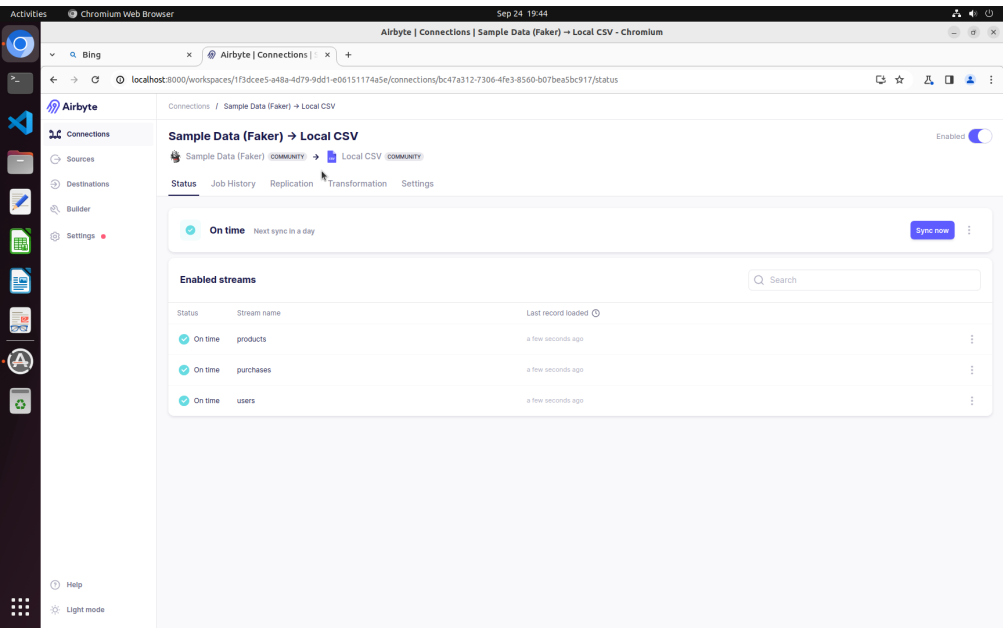 Activities
Chromium Web Browser
Sep 24 19:44
Airbyte | Connections | Sample Data (Faker) → Local CSV - Chromium
Bing
Airbyte | Connections |
localhost:8000/workspaces/1f3dcee5-a48a-4d79-9dd1-e06151174a5e/connections/bc47a312-7306-4fe3-8560-b07bea5bc917/status
Airbyte
Connections / Sample Data (Faker) → Local CSV
Connections
Sources
Destinations
Builder
Settings
Sample Data (Faker) → Local CSV
Enabled
Sample Data (Faker) COMMUNITY → Local CSV COMMUNITY
Status Job History Replication Transformation Settings
On time Next sync in a day
Sync now
Enabled streams
Search
Status Stream name Last record loaded
On time products a few seconds ago
On time purchases a few seconds ago
On time users a few seconds ago
Help
Light mode